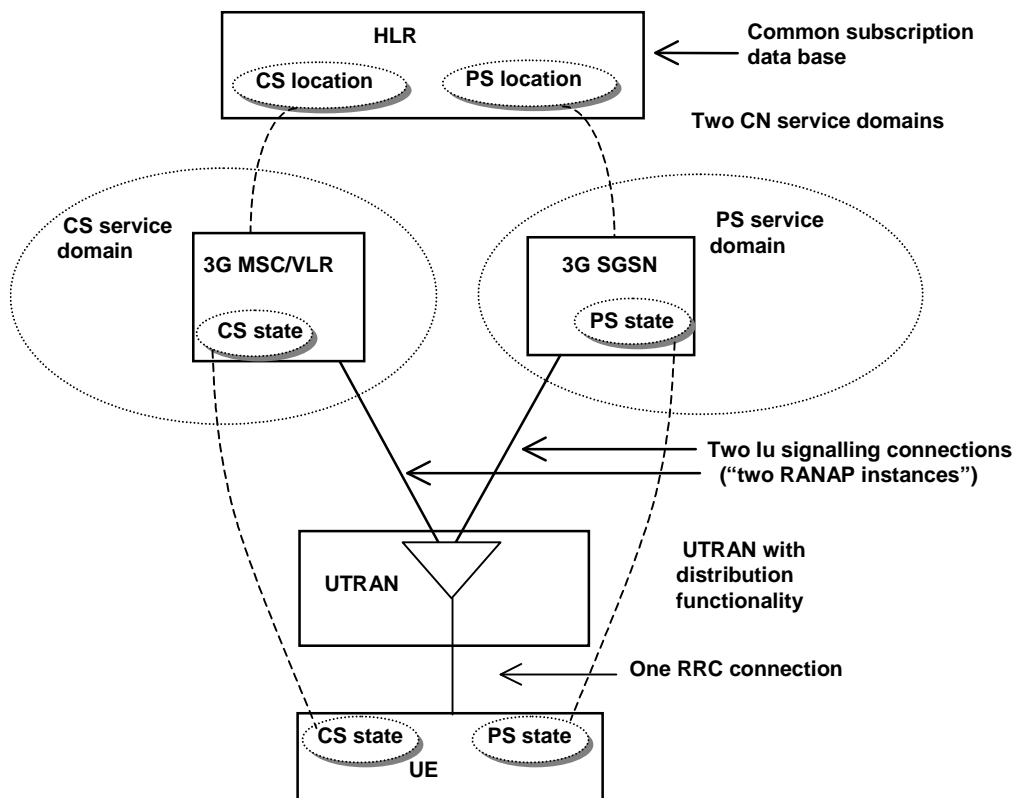 HLR
Common subscription
data base
CS location
PS location
Two CN service domains
CS service
domain
PS service
domain
3G MSC/VLR
3G SGSN
CS state
PS state
Two Iu signalling connections
(“two RANAP instances”)
UTRAN
UTRAN with
distribution
functionality
One RRC connection
CS state
PS state
UE